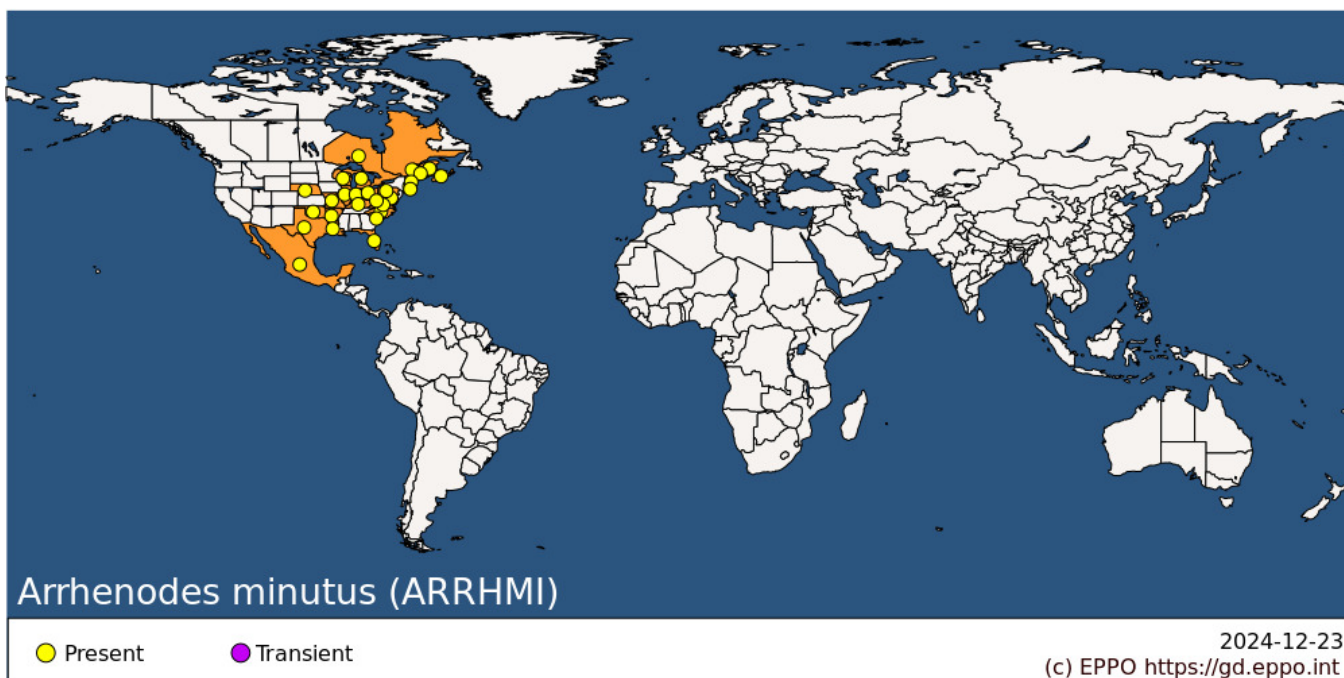 Arrhenodes minutus (ARRHMI)
Present
Transient
2024-12-23
(c) EPPO https://gd.eppo.int